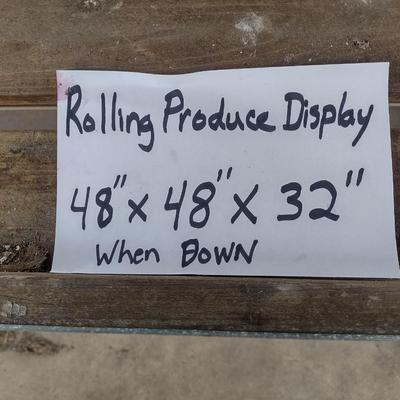 Rolling Produce Display
48" x 48" x 32"
When DOWN